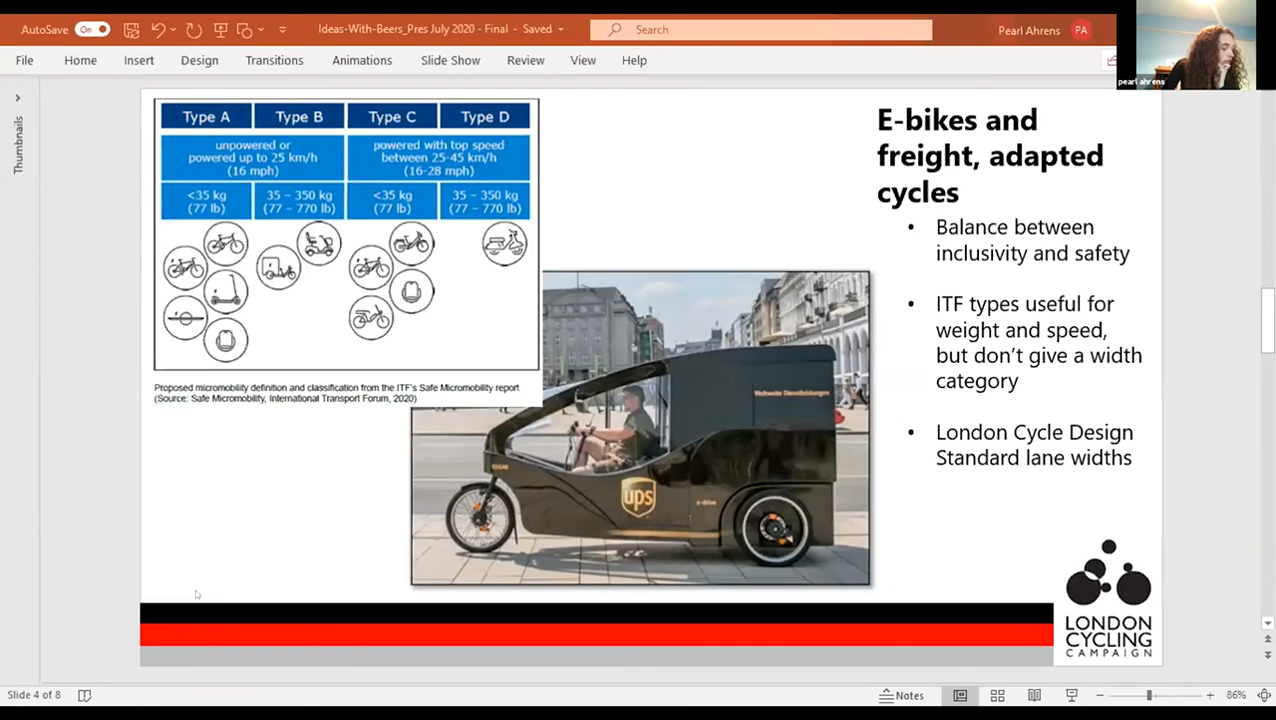 AutoSave
On
Ideas-With-Beers_Pres July 2020 - Final - Saved
Search
Pearl Ahrens
PA
pearl ahrens
File
Home
Insert
Design
Transitions
Animations
Slide Show
Review
View
Help
Thumbnails
Type A
Type B
Type C
Type D
unpowered or
powered up to 25 km/h
(16 mph)
powered with top speed
between 25-45 km/h
(16-28 mph)
<35 kg
(77 lb)
35 – 350 kg
(77 – 770 lb)
<35 kg
(77 lb)
35 – 350 kg
(77 – 770 lb)
Proposed micromobility definition and classification from the ITF's Safe Micromobility report
(Source: Safe Micromobility, International Transport Forum, 2020)
Weltweite Dienstleistungen
ups
e-drive
E-bikes and
freight, adapted
cycles
• Balance between
inclusivity and safety
• ITF types useful for
weight and speed,
but don't give a width
category
• London Cycle Design
Standard lane widths
LONDON
CYCLING
CAMPAIGN
Slide 4 of 8
Notes
86%